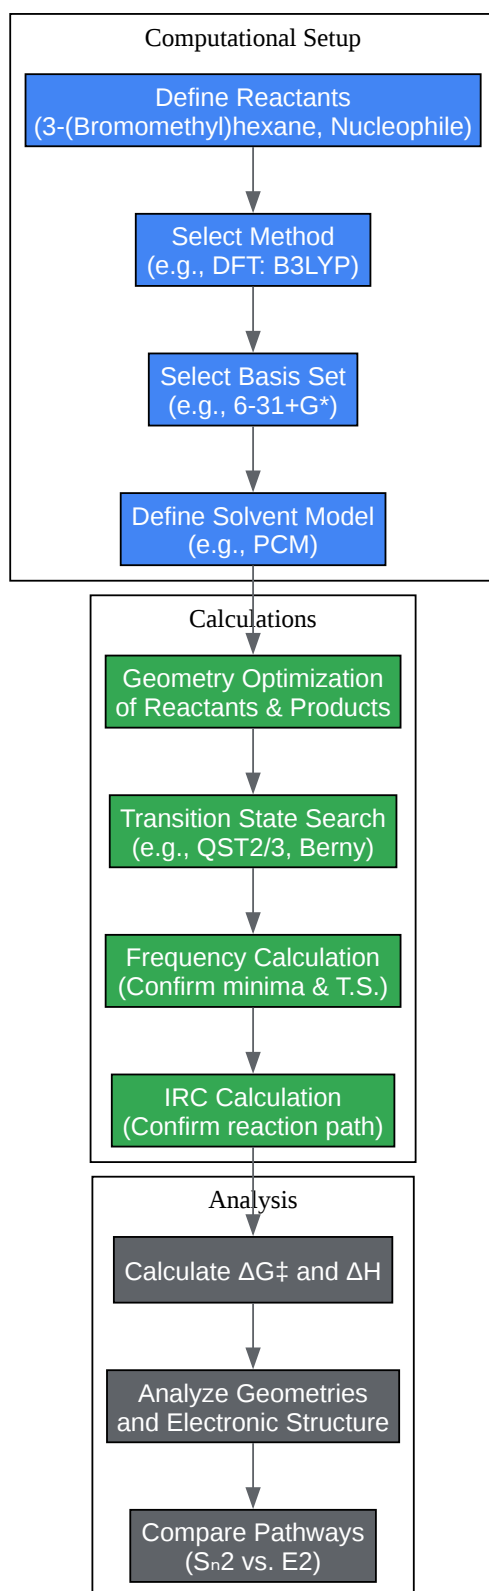 Computational Setup
Define Reactants
(3-(Bromomethyl)hexane, Nucleophile)
Select Method
(e.g., DFT: B3LYP)
Select Basis Set
(e.g., 6-31+G*)
Define Solvent Model
(e.g., PCM)
Calculations
Geometry Optimization
of Reactants & Products
Transition State Search
(e.g., QST2/3, Berny)
Frequency Calculation
(Confirm minima & T.S.)
IRC Calculation
(Confirm reaction path)
Analysis
Calculate ΔG‡ and ΔH
Analyze Geometries
and Electronic Structure
Compare Pathways
(Sₙ2 vs. E2)